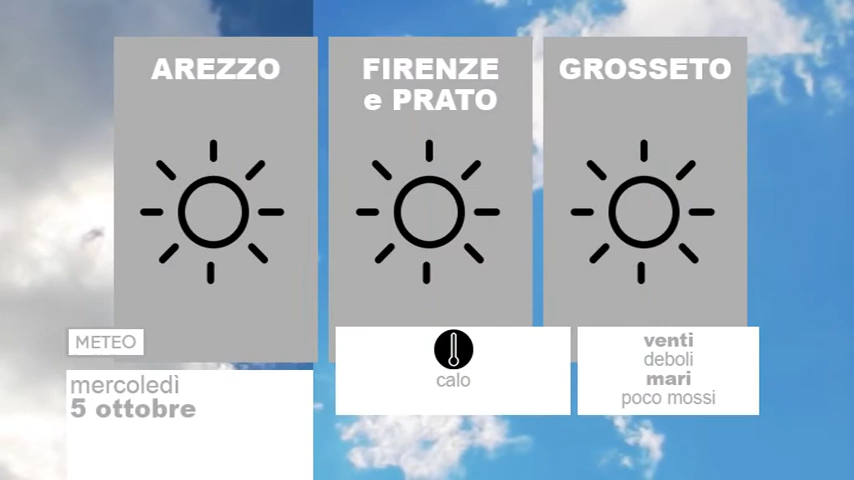 AREZZO
FIRENZE
e PRATO
GROSSETO
METEO
mercoledì
5 ottobre
calo
venti
deboli
mari
poco mossi